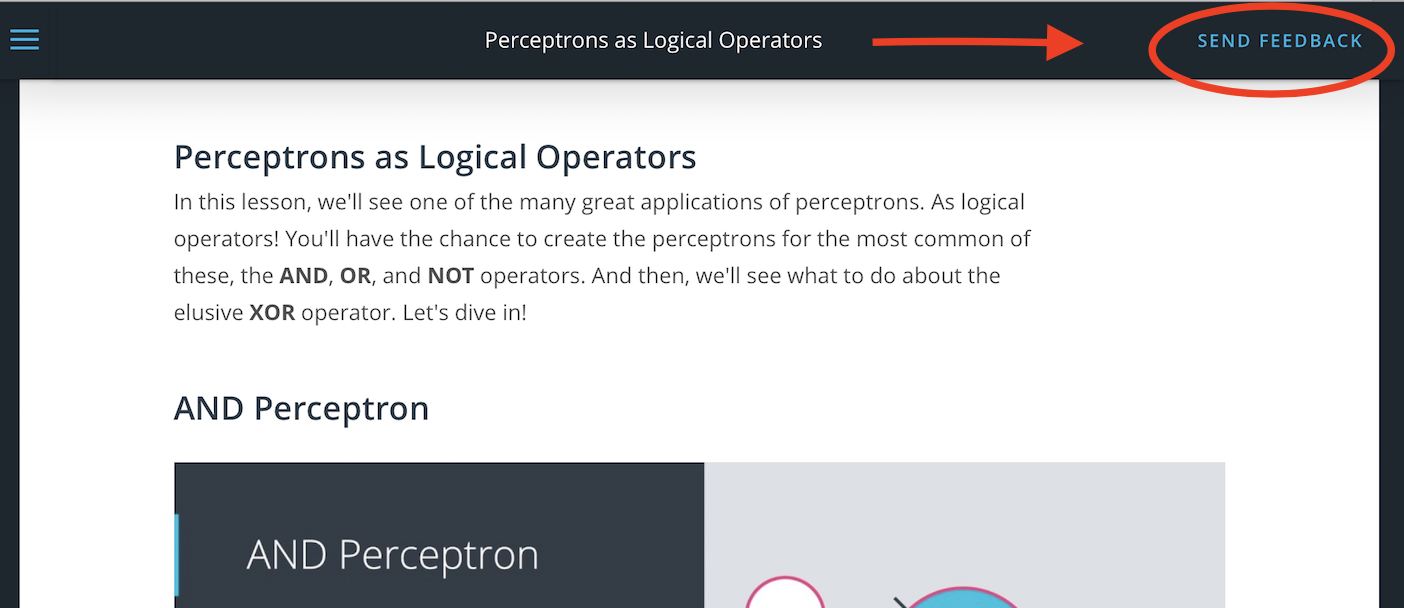 Perceptrons as Logical Operators
SEND FEEDBACK
Perceptrons as Logical Operators
In this lesson, we'll see one of the many great applications of perceptrons. As logical
operators! You'll have the chance to create the perceptrons for the most common of
these, the AND, OR, and NOT operators. And then, we'll see what to do about the
elusive XOR operator. Let's dive in!
AND Perceptron
AND Perceptron